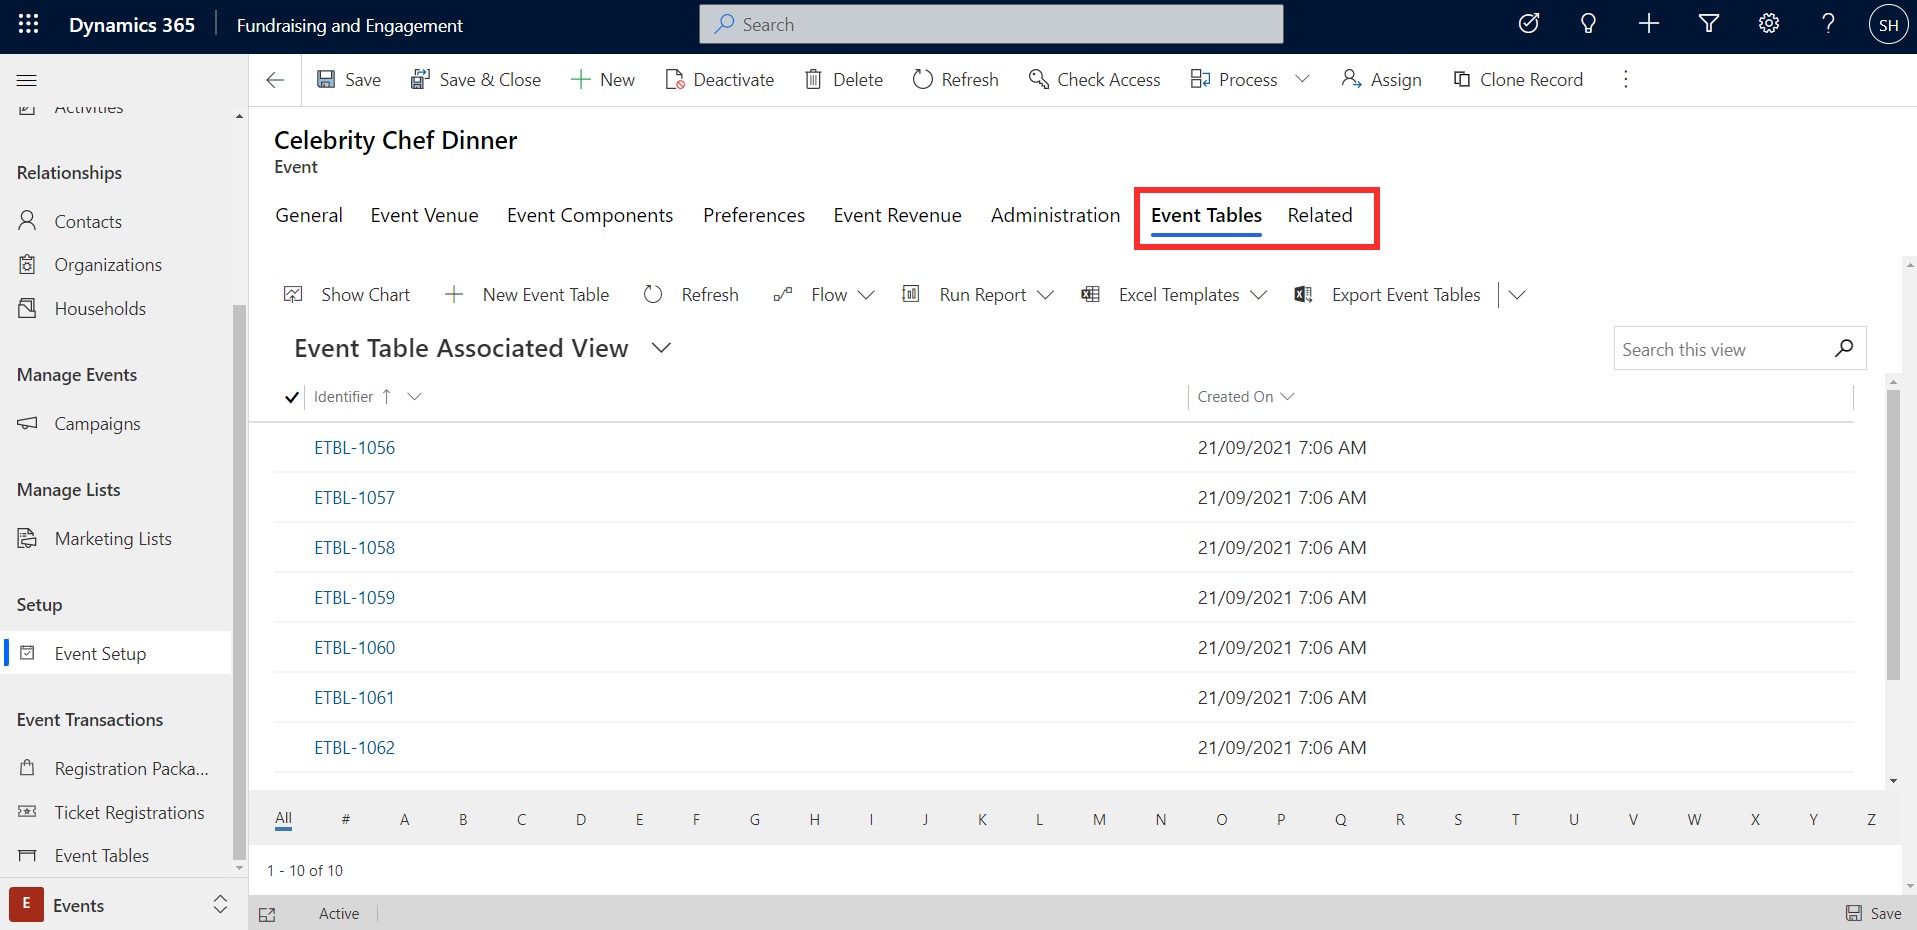 Dynamics 365
Fundraising and Engagement
Search
SH
Save
Save & Close
New
Deactivate
Delete
Refresh
Check Access
Process
Assign
Clone Record
Activities
Relationships
Contacts
Organizations
Households
Manage Events
Campaigns
Manage Lists
Marketing Lists
Setup
Event Setup
Event Transactions
Registration Packa...
Ticket Registrations
Event Tables
E Events
Celebrity Chef Dinner
Event
General Event Venue Event Components Preferences Event Revenue Administration Event Tables Related
Show Chart New Event Table Refresh Flow Run Report Excel Templates Export Event Tables
Event Table Associated View
Search this view
Identifier ↑ Created On
ETBL-1056 21/09/2021 7:06 AM
ETBL-1057 21/09/2021 7:06 AM
ETBL-1058 21/09/2021 7:06 AM
ETBL-1059 21/09/2021 7:06 AM
ETBL-1060 21/09/2021 7:06 AM
ETBL-1061 21/09/2021 7:06 AM
ETBL-1062 21/09/2021 7:06 AM
All # A B C D E F G H I J K L M N O P Q R S T U V W X Y Z
1 - 10 of 10
Active
Save